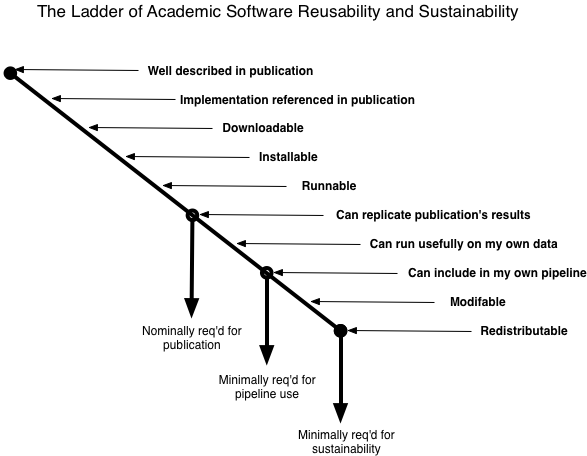 The Ladder of Academic Software Reusability and Sustainability
Well described in publication
Implementation referenced in publication
Downloadable
Installable
Runnable
Can replicate publication's results
Can run usefully on my own data
Can include in my own pipeline
Modifable
Redistributable
Nominally req'd for
publication
Minimally req'd for
pipeline use
Minimally req'd for
sustainability